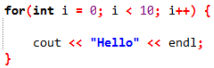 for(int i = 0; i < 10; i++) {
cout << "Hello" << endl;
}